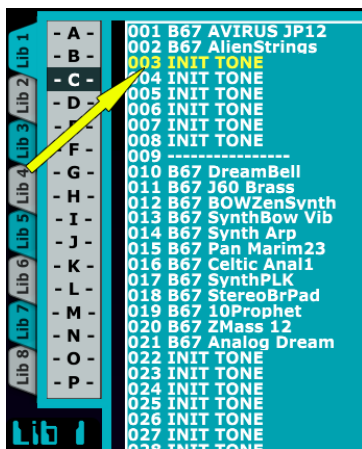 Lib 1
Lib 2
Lib 3
Lib 4
Lib 5
Lib 6
Lib 7
Lib 8
- A -
- B -
- C -
- D -
- F -
- G -
- H -
- I -
- J -
- K -
- L -
- M -
- N -
- O -
- P -
001 B67 AVIRUS JP12
002 B67 AlienStrings
003 INIT TONE
004 INIT TONE
005 INIT TONE
006 INIT TONE
007 INIT TONE
008 INIT TONE
009 ----------------
010 B67 DreamBell
011 B67 J60 Brass
012 B67 BOWZenSynth
013 B67 SynthBow Vib
014 B67 Synth Arp
015 B67 Pan Marim23
016 B67 Celtic Anal1
017 B67 SynthPLK
018 B67 StereoBrPad
019 B67 10Prophet
020 B67 ZMass 12
021 B67 Analog Dream
022 INIT TONE
023 INIT TONE
024 INIT TONE
025 INIT TONE
026 INIT TONE
027 INIT TONE
028 INIT TONE
Lib 1